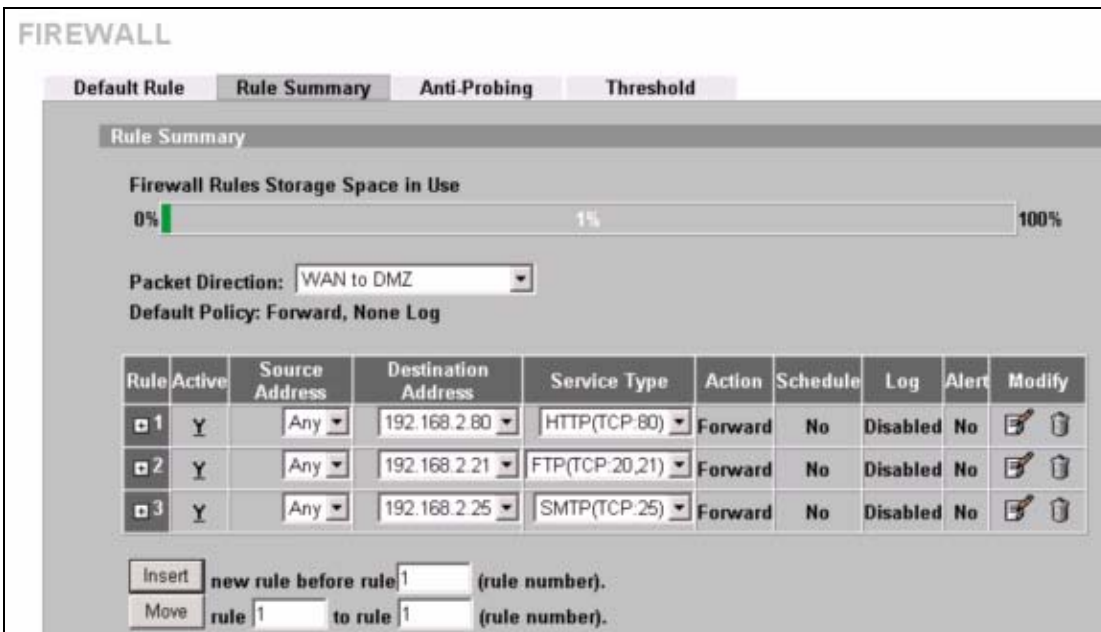 FIREWALL
Default Rule Rule Summary Anti-Probing Threshold
Rule Summary
Firewall Rules Storage Space in Use
0% 1% 100%
Packet Direction: WAN to DMZ
Default Policy: Forward, None Log
Rule Active Source Address Destination Address Service Type Action Schedule Log Alert Modify
1 Y Any 192.168.2.80 HTTP(TCP:80) Forward No Disabled No
2 Y Any 192.168.2.21 FTP(TCP:20,21) Forward No Disabled No
3 Y Any 192.168.2.25 SMTP(TCP:25) Forward No Disabled No
Insert new rule before rule 1 (rule number).
Move rule 1 to rule 1 (rule number).